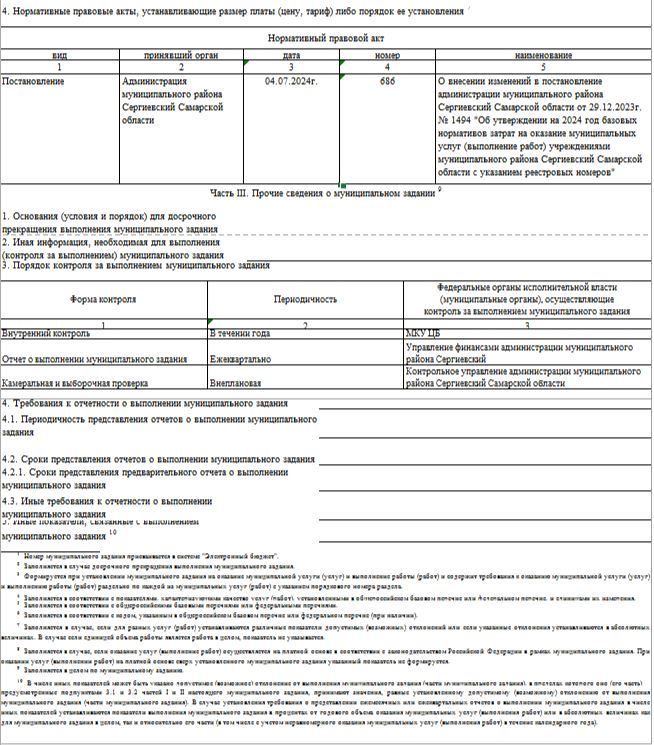 4. Нормативные правовые акты, устанавливающие размер платы (цену, тариф) либо порядок ее установления
Нормативный правовой акт
вид принявший орган дата номер наименование
1 2 3 4 5
Постановление Администрация муниципального района Сергиевский Самарской области 04.07.2024г. 686 О внесении изменений в постановление
администрации муниципального района
Сергиевский Самарской области от 29.12.2023г.
№ 1494 "Об утверждении на 2024 год базовых
нормативов затрат на оказание муниципальных
услуг (выполнение работ) учреждениями
муниципального района Сергиевский Самарской
области с указанием реестровых номеров"
Часть III. Прочие сведения о муниципальном задании 9
1. Основания (условия и порядок) для досрочного
прекращения выполнения муниципального задания
2. Иная информация, необходимая для выполнения
(контроля за выполнением) муниципального задания
3. Порядок контроля за выполнением муниципального задания
Форма контроля Периодичность Федеральные органы исполнительной власти
(муниципальные органы), осуществляющие
контроль за выполнением муниципального задания
1 2 3
Внутренний контроль В течении года МКУ ЦБ
Отчет о выполнении муниципального задания Ежеквартально Управление финансами администрации муниципального
района Сергиевский
Камеральная и выборочная проверка Внеплановая Контрольное управление администрации муниципального
района Сергиевский Самарской области
4. Требования к отчетности о выполнении муниципального задания
4.1. Периодичность представления отчетов о выполнении муниципального
задания
4.2. Сроки представления отчетов о выполнении муниципального задания
4.2.1. Сроки представления предварительного отчета о выполнении
муниципального задания
4.3. Иные требования к отчетности о выполнении
муниципального задания
5. Иные показатели, связанные с выполнением
муниципального задания 10
1 Номер муниципального задания присваивается в системе "Электронный бюджет".
2 Заполняется в случае досрочного прекращения выполнения муниципального задания.
3 Формируется при установлении муниципального задания на оказание муниципальной услуги (услуг) и выполнение работы (работ) и содержит требования к оказанию муниципальной услуги (услуг)
и выполнению работы (работ) раздельно по каждой из муниципальных услуг (работ) с указанием порядкового номера раздела.
4 Заполняется в соответствии с показателями, характеризующими качество услуг (работ), установленными в общероссийском базовом перечне или федеральном перечне, и единицами их измерения.
5 Заполняется в соответствии с общероссийскими базовыми перечнями или федеральными перечнями.
6 Заполняется в соответствии с кодом, указанным в общероссийском базовом перечне или федеральном перечне (при наличии).
7 Заполняется в случае, если для разных услуг (работ) устанавливаются различные показатели допустимых (возможных) отклонений или если указанные отклонения устанавливаются в абсолютных
величинах. В случае если единицей объема работы является работа в целом, показатель не указывается.
8 Заполняется в случае, если оказание услуг (выполнение работ) осуществляется на платной основе в соответствии с законодательством Российской Федерации в рамках муниципального задания. При
оказании услуг (выполнении работ) на платной основе сверх установленного муниципального задания указанный показатель не формируется.
9 Заполняется в целом по муниципальному заданию.
10 В числе иных показателей может быть указано допустимое (возможное) отклонение от выполнения муниципального задания (части муниципального задания), в пределах которого оно (его часть)
предусмотренные подпунктами 3.1 и 3.2 частей I и II настоящего муниципального задания, принимают значения, равные установленному допустимому (возможному) отклонению от выполнения
муниципального задания (части муниципального задания). В случае установления требования о представлении ежемесячных или ежеквартальных отчетов о выполнении муниципального задания в числе
иных показателей устанавливаются показатели выполнения муниципального задания в процентах от годового объема оказания муниципальных услуг (выполнения работ) или в абсолютных величинах как
для муниципального задания в целом, так и относительно его части (в том числе с учетом неравномерного оказания муниципальных услуг (выполнения работ) в течение календарного года).